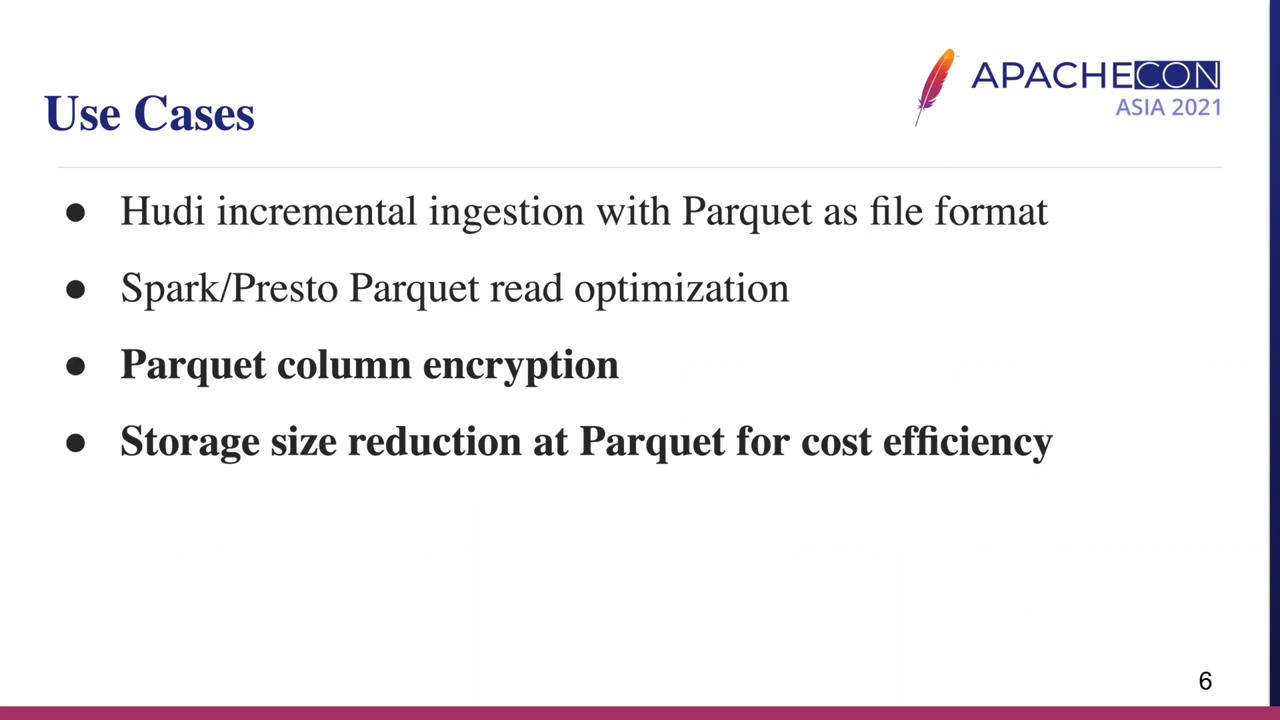 APACHECON
ASIA 2021
Use Cases
● Hudi incremental ingestion with Parquet as file format
● Spark/Presto Parquet read optimization
● Parquet column encryption
● Storage size reduction at Parquet for cost efficiency
6